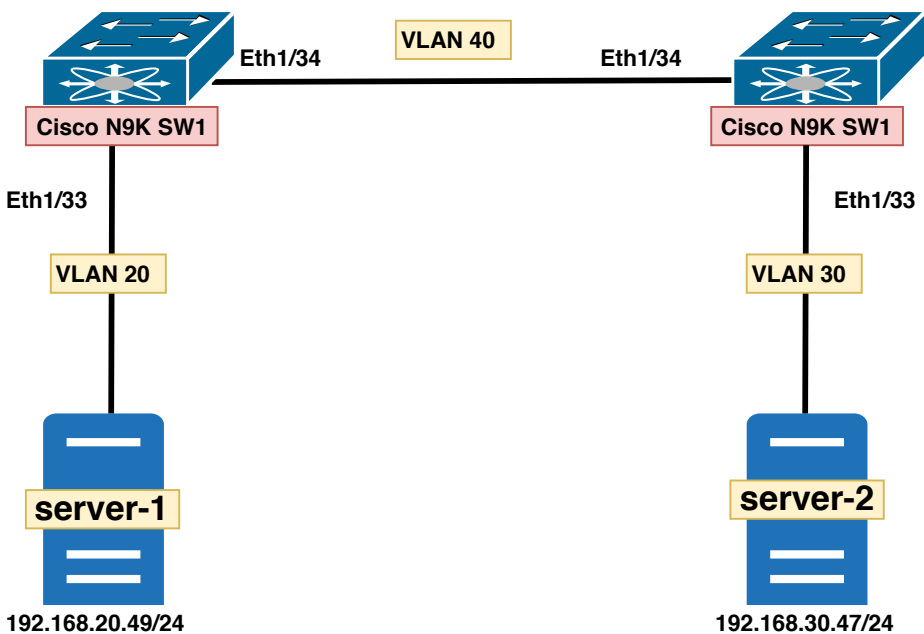 VLAN 40
Eth1/34
Eth1/34
Cisco N9K SW1
Cisco N9K SW1
Eth1/33
Eth1/33
VLAN 20
VLAN 30
server-1
server-2
192.168.20.49/24
192.168.30.47/24